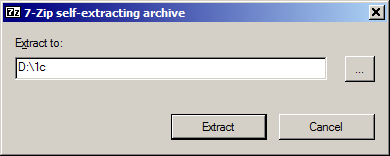 7-Zip self-extracting archive
Extract to:
D:\1c
...
Extract
Cancel